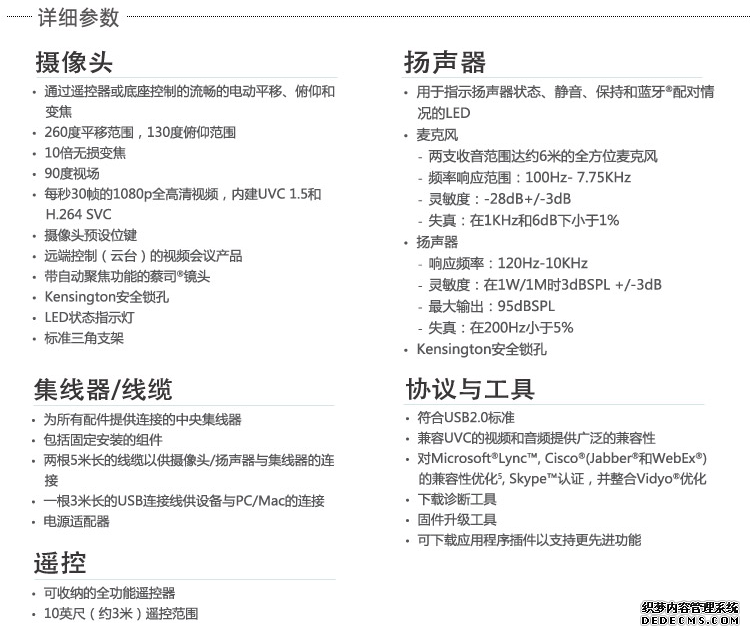 详细参数
摄像头
• 通过遥控器或底座控制的流畅的电动平移、俯仰和
变焦
• 260度平移范围，130度俯仰范围
• 10倍无损变焦
• 90度视场
• 每秒30帧的1080p全高清视频，内建UVC 1.5和
H.264 SVC
• 摄像头预设位键
• 远端控制（云台）的视频会议产品
• 带自动聚焦功能的蔡司®镜头
• Kensington安全锁孔
• LED状态指示灯
• 标准三角支架
集线器/线缆
• 为所有配件提供连接的中央集线器
• 包括固定安装的组件
• 两根5米长的线缆以供摄像头/扬声器与集线器的连
接
• 一根3米长的USB连接线供设备与PC/Mac的连接
• 电源适配器
遥控
• 可收纳的全功能遥控器
• 10英尺（约3米）遥控范围
扬声器
• 用于指示扬声器状态、静音、保持和蓝牙®配对情
况的LED
• 麦克风
- 两支收音范围达约6米的全方位麦克风
- 频率响应范围：100Hz- 7.75KHz
- 灵敏度：-28dB+/-3dB
- 失真：在1KHz和6dB下小于1%
• 扬声器
- 响应频率：120Hz-10KHz
- 灵敏度：在1W/1M时3dBSPL +/-3dB
- 最大输出：95dBSPL
- 失真：在200Hz小于5%
• Kensington安全锁孔
协议与工具
• 符合USB2.0标准
• 兼容UVC的视频和音频提供广泛的兼容性
• 对Microsoft®Lync™, Cisco®(Jabber®和WebEx®)
的兼容性优化⁵, Skype™认证，并整合Vidyo®优化
• 下载诊断工具
• 固件升级工具
• 可下载应用程序插件以支持更先进功能
织梦内容管理系统
DEDECMS.COM